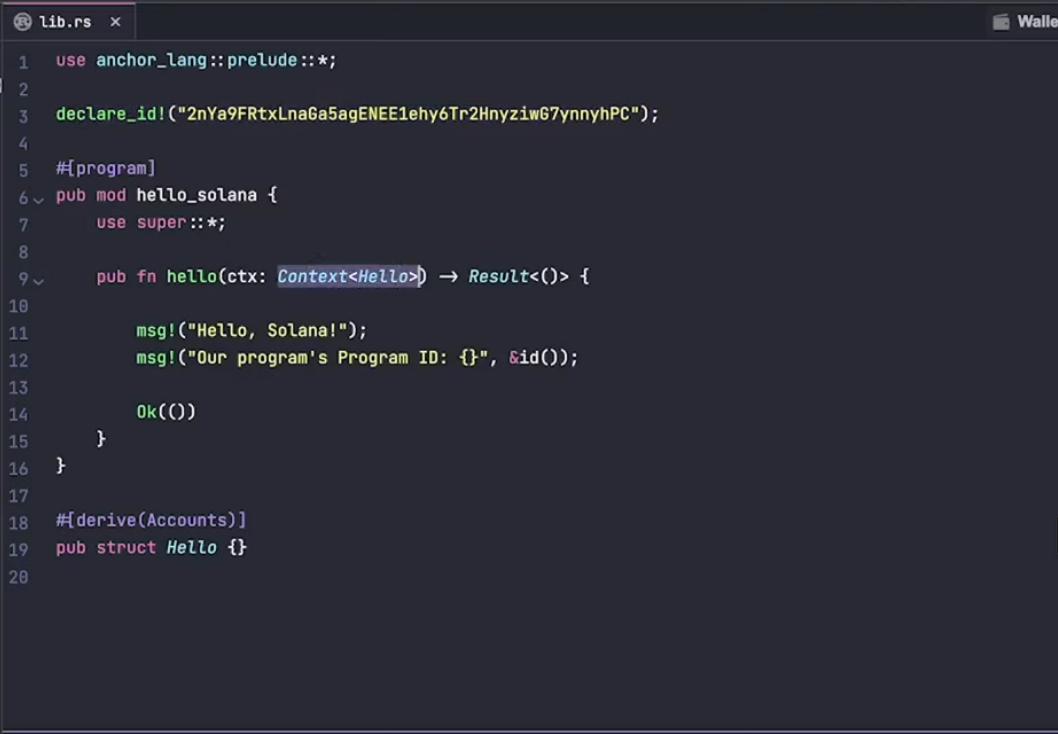 lib.rs ×
Walle
1 use anchor_lang::prelude::*;
2
3 declare_id!("2nYa9FRtxLnaGa5agENEE1ehy6Tr2HnyziwG7ynnyhPC");
4
5 #[program]
6 pub mod hello_solana {
7 use super::*;
8
9 pub fn hello(ctx: Context<Hello>) -> Result<()> {
10
11 msg!("Hello, Solana!");
12 msg!("Our program's Program ID: {}", &id());
13
14 Ok(())
15 }
16 }
17
18 #[derive(Accounts)]
19 pub struct Hello {}
20